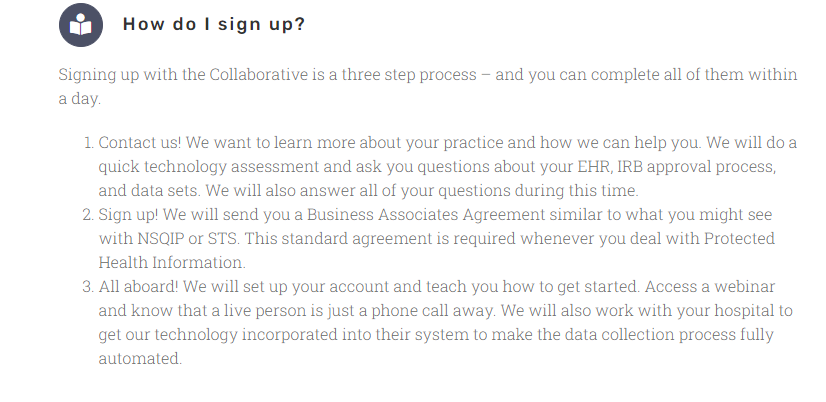 How do I sign up?
Signing up with the Collaborative is a three step process – and you can complete all of them within
a day.
1. Contact us! We want to learn more about your practice and how we can help you. We will do a
quick technology assessment and ask you questions about your EHR, IRB approval process,
and data sets. We will also answer all of your questions during this time.
2. Sign up! We will send you a Business Associates Agreement similar to what you might see
with NSQIP or STS. This standard agreement is required whenever you deal with Protected
Health Information.
3. All aboard! We will set up your account and teach you how to get started. Access a webinar
and know that a live person is just a phone call away. We will also work with your hospital to
get our technology incorporated into their system to make the data collection process fully
automated.